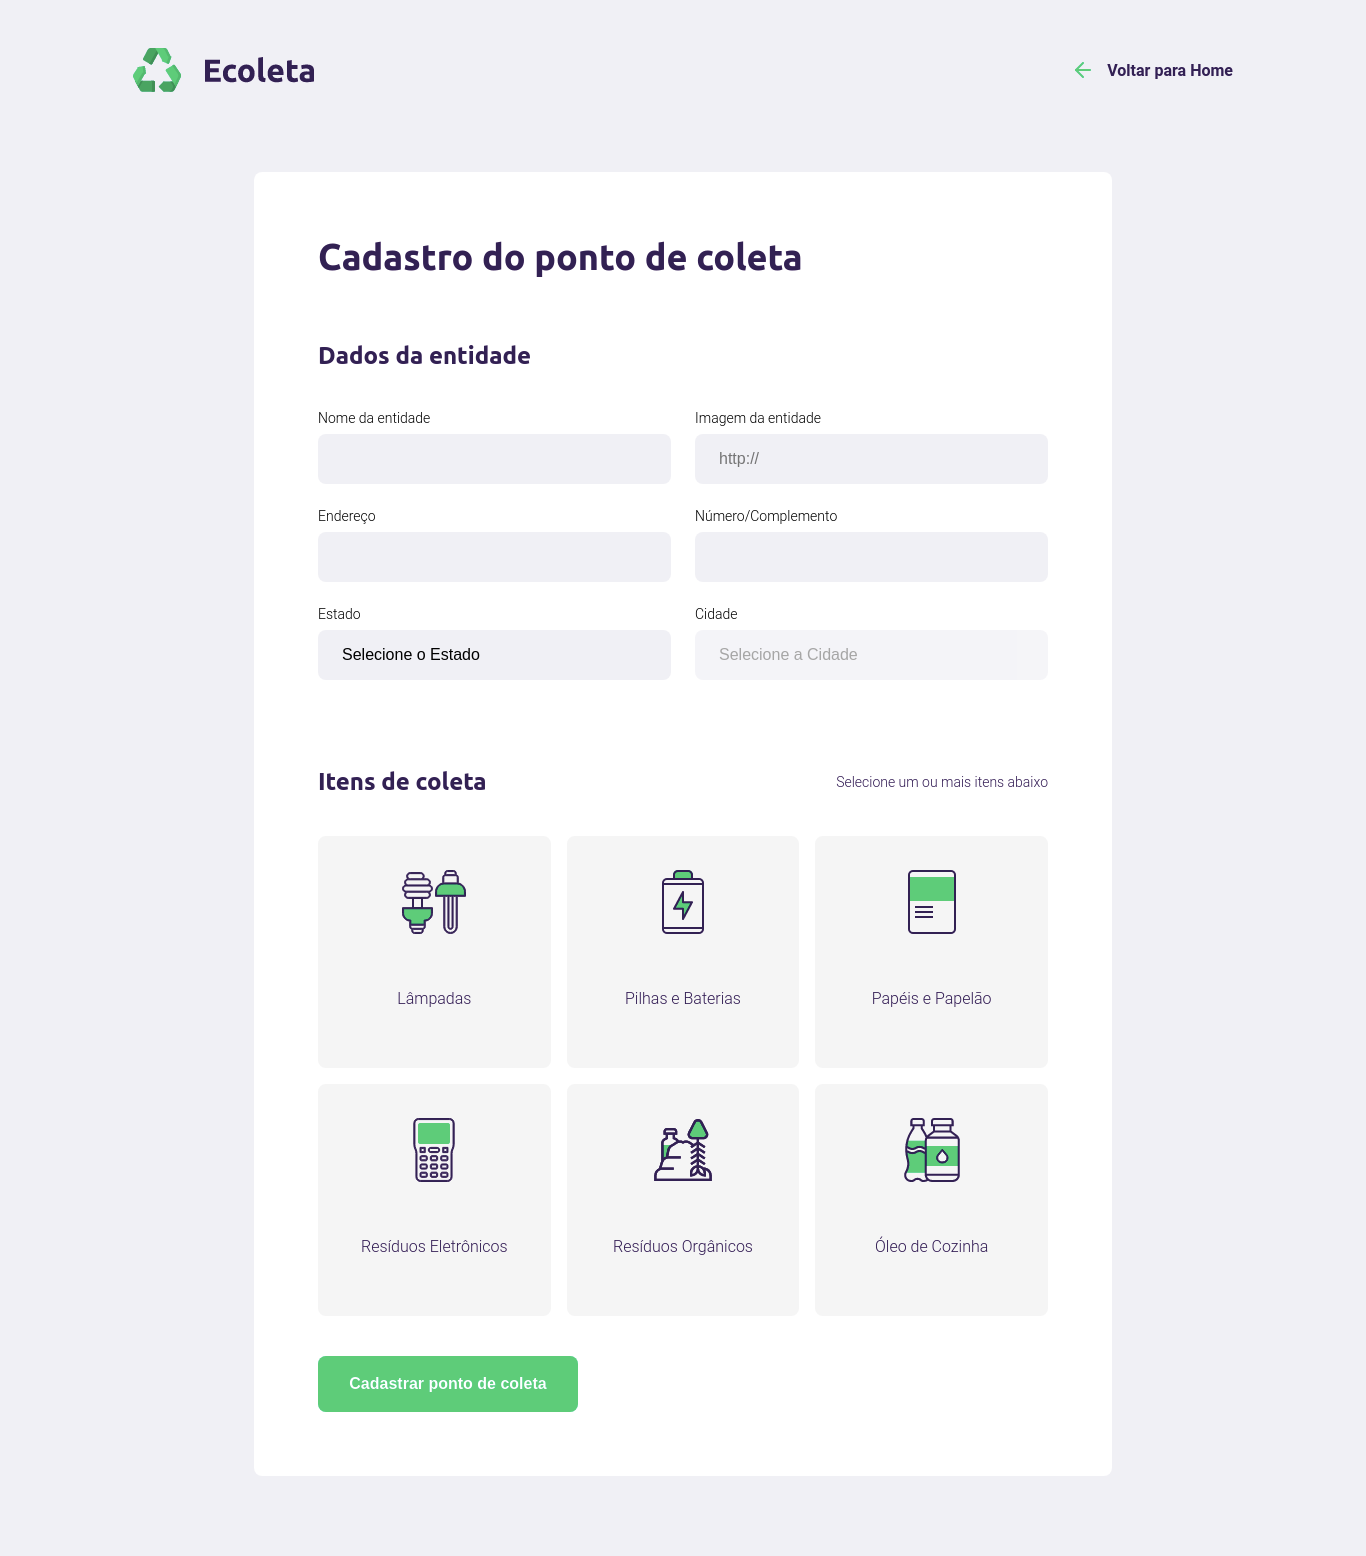 Ecoleta
Voltar para Home
Cadastro do ponto de coleta
Dados da entidade
Nome da entidade
Imagem da entidade
http://
Endereço
Número/Complemento
Estado
Cidade
Selecione o Estado
Selecione a Cidade
Itens de coleta
Selecione um ou mais itens abaixo
Lâmpadas
Pilhas e Baterias
Papéis e Papelão
Resíduos Eletrônicos
Resíduos Orgânicos
Óleo de Cozinha
Cadastrar ponto de coleta